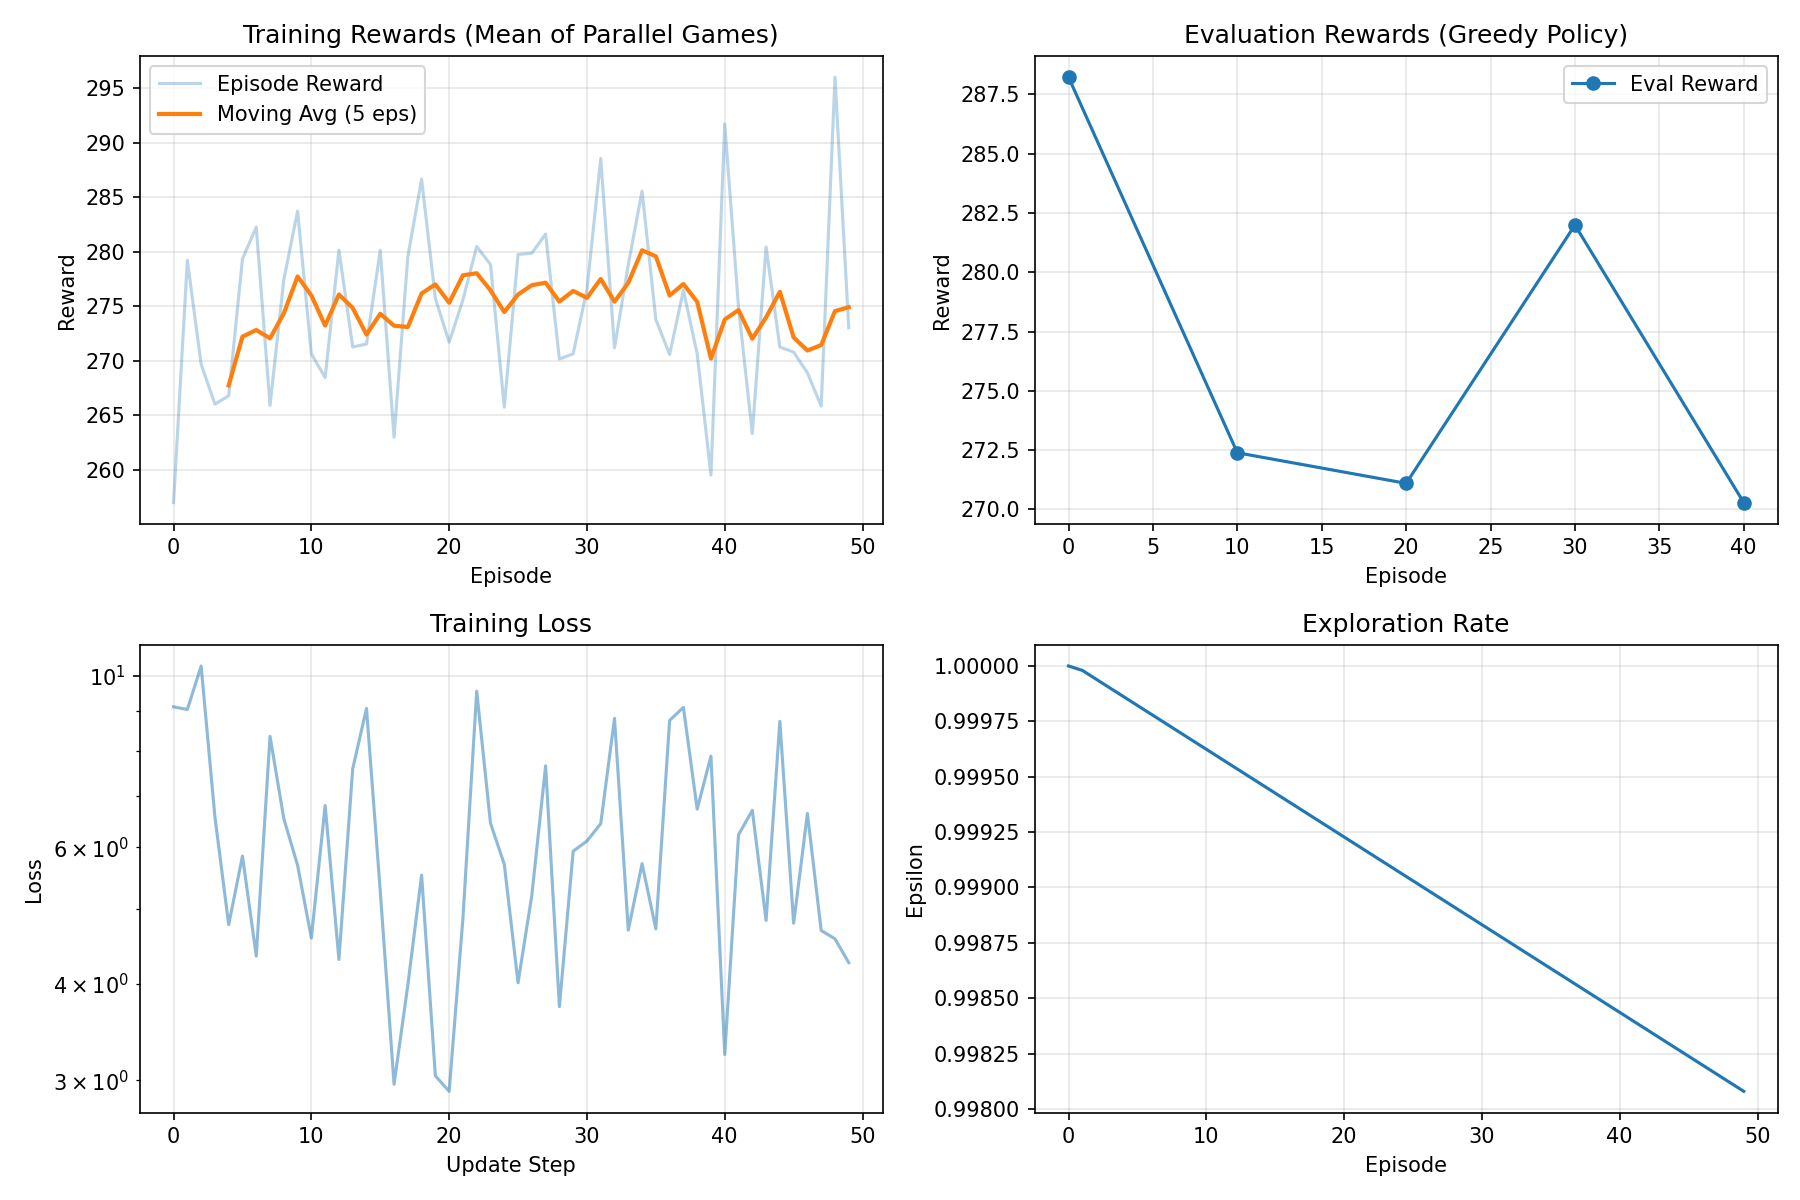 Training Rewards (Mean of Parallel Games)
Episode Reward
Moving Avg (5 eps)
295
290
285
280
275
270
265
260
Reward
0 10 20 30 40 50
Episode
Evaluation Rewards (Greedy Policy)
Eval Reward
287.5
285.0
282.5
280.0
277.5
275.0
272.5
270.0
Reward
0 5 10 15 20 25 30 35 40
Episode
Training Loss
10¹
6 × 10⁰
4 × 10⁰
3 × 10⁰
Loss
0 10 20 30 40 50
Update Step
Exploration Rate
1.00000
0.99975
0.99950
0.99925
0.99900
0.99875
0.99850
0.99825
0.99800
Epsilon
0 10 20 30 40 50
Episode